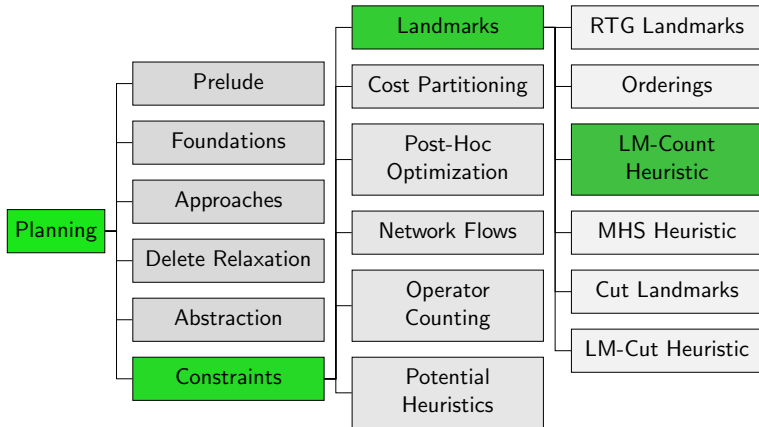 Planning
Prelude
Foundations
Approaches
Delete Relaxation
Abstraction
Constraints
Landmarks
Cost Partitioning
Post-Hoc
Optimization
Network Flows
Operator
Counting
Potential
Heuristics
RTG Landmarks
Orderings
LM-Count
Heuristic
MHS Heuristic
Cut Landmarks
LM-Cut Heuristic